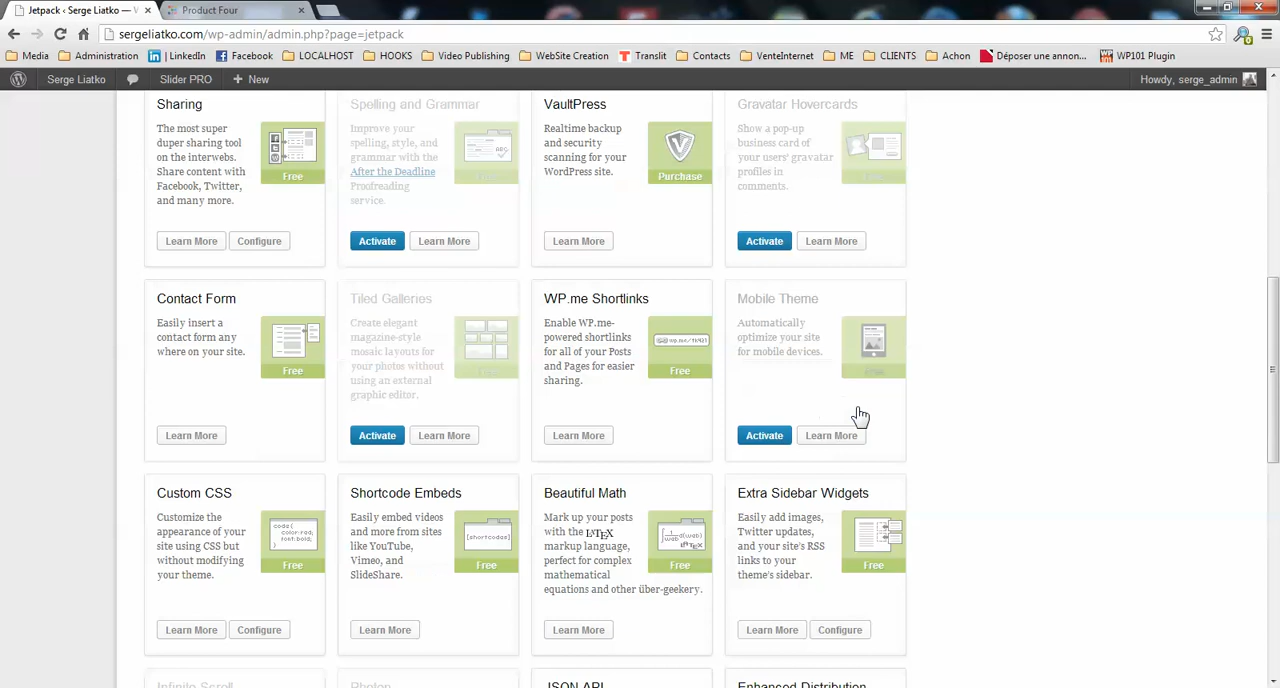 Jetpack ‹ Serge Liatko — W
Product Four
sergeliatko.com/wp-admin/admin.php?page=jetpack
Media
Administration
LinkedIn
Facebook
LOCALHOST
HOOKS
Video Publishing
WebSite Creation
Translit
Contacts
VenteInternet
ME
CLIENTS
Achon
Déposer une annon...
WP101 Plugin
Serge Liatko
Slider PRO
+ New
Howdy, serge_admin
Sharing
The most super
duper sharing tool
on the interwebs.
Share content with
Facebook, Twitter,
and many more.
Free
Learn More
Configure
Spelling and Grammar
Improve your
spelling, style, and
grammar with the
After the Deadline
Proofreading
service.
Activate
Learn More
VaultPress
Realtime backup
and security
scanning for your
WordPress site.
Purchase
Learn More
Gravatar Hovercards
Show a pop-up
business card of
your users' gravatar
profiles in
comments.
Free
Activate
Learn More
Contact Form
Easily insert a
contact form any
where on your site.
Free
Learn More
Tiled Galleries
Create elegant
magazine-style
mosaic layouts for
your photos without
using an external
graphic editor.
Free
Activate
Learn More
WP.me Shortlinks
Enable WP.me-
powered shortlinks
for all of your Posts
and Pages for easier
sharing.
Free
Learn More
Mobile Theme
Automatically
optimize your site
for mobile devices.
Free
Activate
Learn More
Custom CSS
Customize the
appearance of your
site using CSS but
without modifying
your theme.
Free
Learn More
Configure
Shortcode Embeds
Easily embed videos
and more from sites
like YouTube,
Vimeo, and
SlideShare.
[shortcodes]
Free
Learn More
Beautiful Math
Mark up your posts
with the LATEX
markup language,
perfect for complex
mathematical
equations and other über-geekery.
Free
Learn More
Extra Sidebar Widgets
Easily add images,
Twitter updates,
and your site's RSS
links to your
theme's sidebar.
Free
Learn More
Configure
Infinite Scroll
Photon
JSON API
Enhanced Distribution